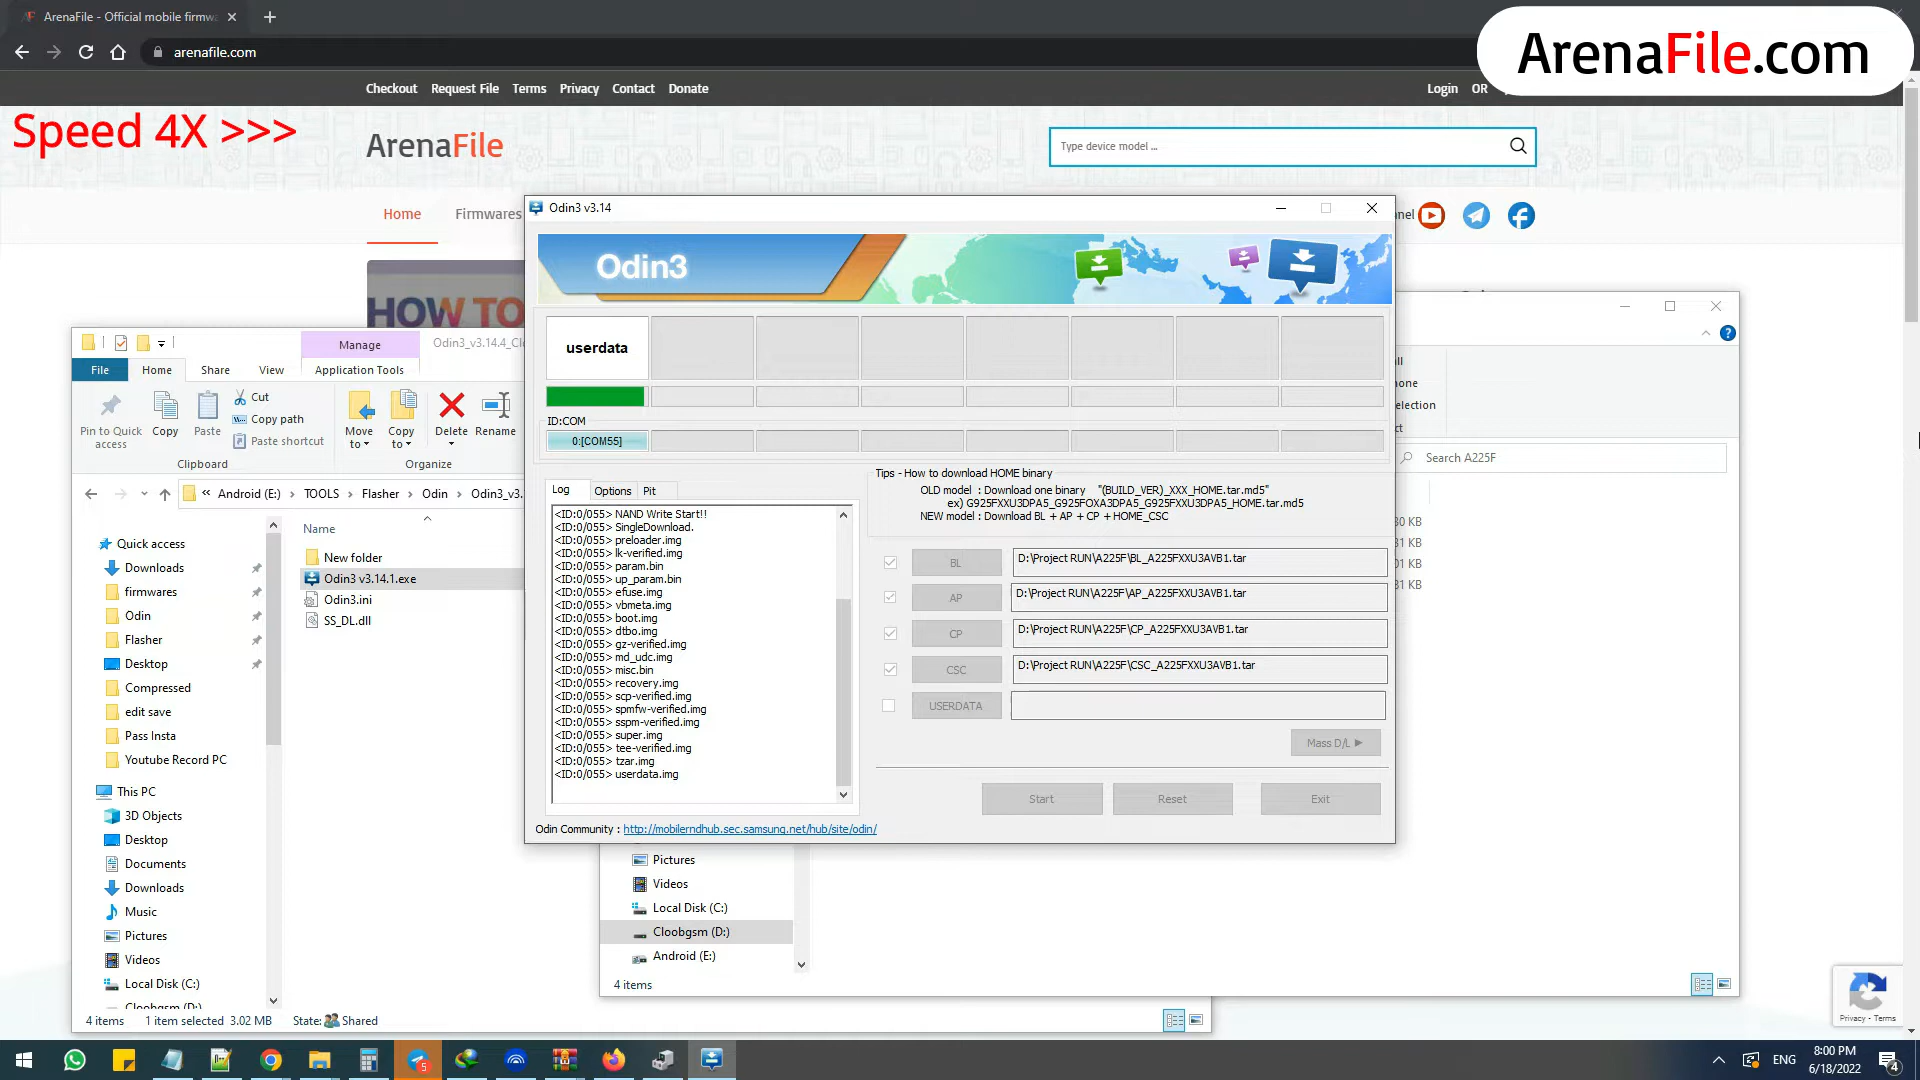 ArenaFile - Official mobile firmw
arenafile.com
ArenaFile.com
Checkout
Request File
Terms
Privacy
Contact
Donate
Login
OR
Speed 4X >>>
ArenaFile
Type device model ...
Home
Firmwares
HOW TO
Odin3 v3.14
Odin3
userdata
ID:COM
0:[COM55]
Log
Options
Pit
<ID:0/055> NAND Write Start!!
<ID:0/055> SingleDownload.
<ID:0/055> preloader.img
<ID:0/055> lk-verified.img
<ID:0/055> param.bin
<ID:0/055> up_param.bin
<ID:0/055> efuse.img
<ID:0/055> vbmeta.img
<ID:0/055> boot.img
<ID:0/055> dtbo.img
<ID:0/055> gz-verified.img
<ID:0/055> md_udc.img
<ID:0/055> misc.bin
<ID:0/055> recovery.img
<ID:0/055> scp-verified.img
<ID:0/055> spmfw-verified.img
<ID:0/055> sspm-verified.img
<ID:0/055> super.img
<ID:0/055> tee-verified.img
<ID:0/055> tzar.img
<ID:0/055> userdata.img
Tips - How to download HOME binary
OLD model : Download one binary "(BUILD_VER)_XXX_HOME.tar.md5"
ex) G925FXXU3DPA5_G925FOXA3DPA5_G925FXXU3DPA5_HOME.tar.md5
NEW model : Download BL + AP + CP + HOME_CSC
BL
D:\Project RUN\A225F\BL_A225FXXU3AVB1.tar
AP
D:\Project RUN\A225F\AP_A225FXXU3AVB1.tar
CP
D:\Project RUN\A225F\CP_A225FXXU3AVB1.tar
CSC
D:\Project RUN\A225F\CSC_A225FXXU3AVB1.tar
USERDATA
Mass D/L
Start
Reset
Exit
Odin Community : http://mobilerndhub.sec.samsung.net/hub/site/odin/
Manage
Odin3_v3.14.4_Cl
File
Home
Share
View
Application Tools
Pin to Quick access
Copy
Paste
Cut
Copy path
Paste shortcut
Clipboard
Move to
Copy to
Delete
Rename
Organize
« Android (E:) > TOOLS > Flasher > Odin > Odin3_v3.
Name
New folder
Odin3 v3.14.1.exe
Odin3.ini
SS_DL.dll
Quick access
Downloads
firmwares
Odin
Flasher
Desktop
Compressed
edit save
Pass Insta
Youtube Record PC
This PC
3D Objects
Desktop
Documents
Downloads
Music
Pictures
Videos
Local Disk (C:)
4 items
1 item selected 3.02 MB
State: Shared
Search A225F
Pictures
Videos
Local Disk (C:)
Cloobgsm (D:)
Android (E:)
4 items
Privacy - Terms
5
ENG
8:00 PM
6/18/2022
4